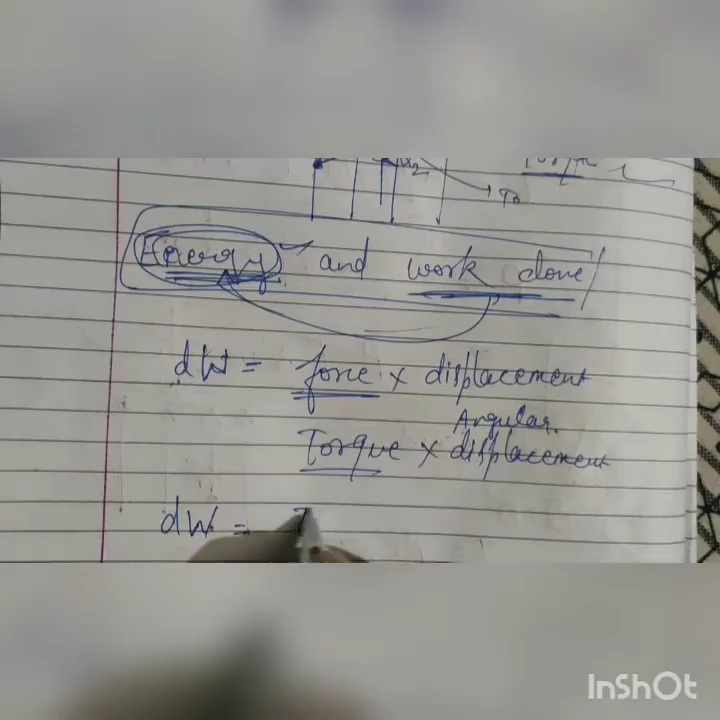 Energy and work done
dW = force × displacement
Angular.
Torque × displacement
dW =
InShOt